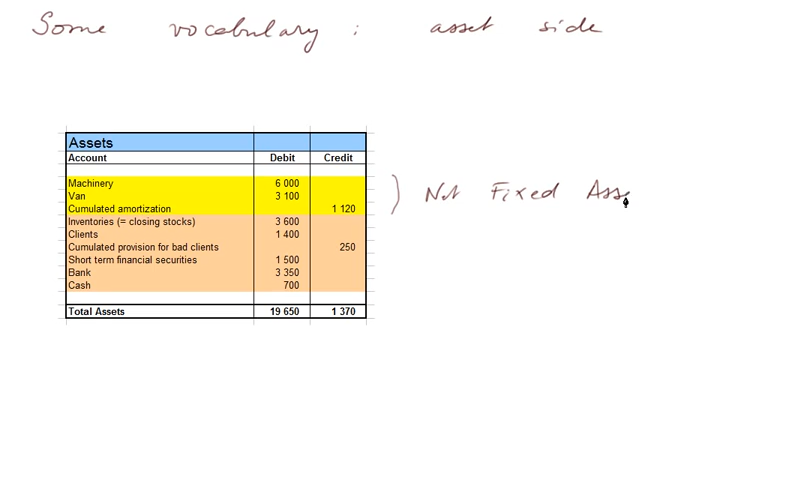 Some vocabulary : asset side
Assets
Account Debit Credit
Machinery 6 000
Van 3 100
Cumulated amortization 1 120
Inventories (= closing stocks) 3 600
Clients 1 400
Cumulated provision for bad clients 250
Short term financial securities 1 500
Bank 3 350
Cash 700
Total Assets 19 650 1 370
) Net Fixed Asse